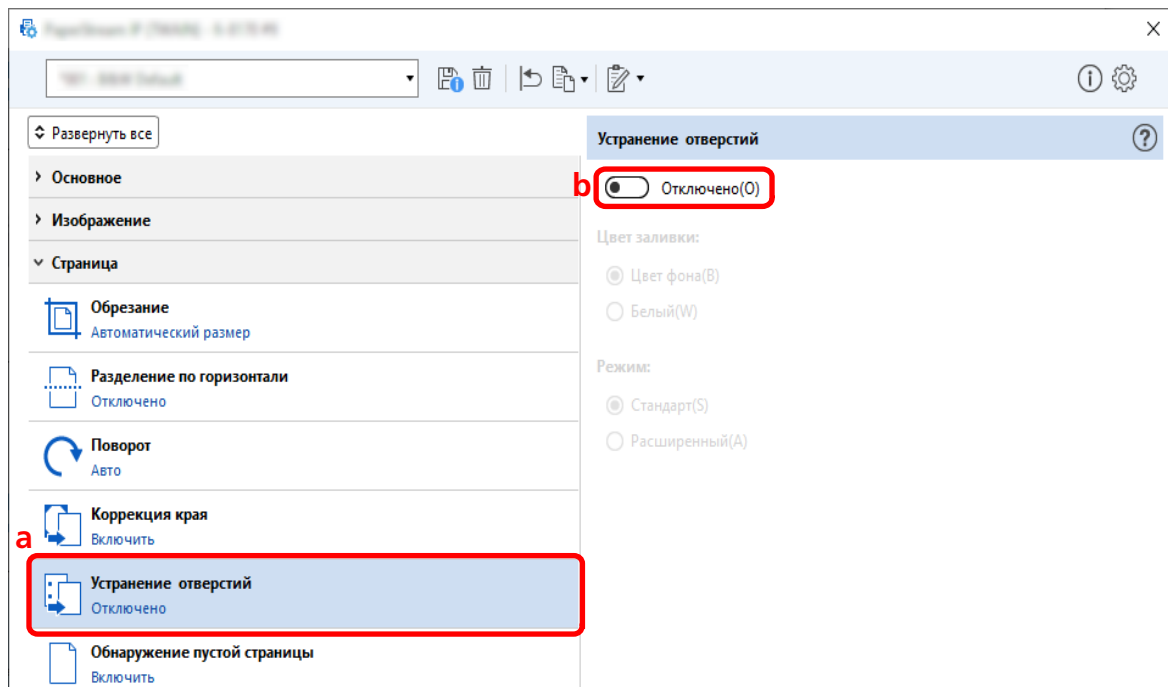 Развернуть все
Основное
Изображение
Страница
Обрезание
Автоматический размер
Разделение по горизонтали
Отключено
Поворот
Авто
Коррекция края
Включить
a
Устранение отверстий
Отключено
Обнаружение пустой страницы
Включить
Устранение отверстий
b
Отключено(O)
Цвет заливки:
Цвет фона(B)
Белый(W)
Режим:
Стандарт(S)
Расширенный(A)